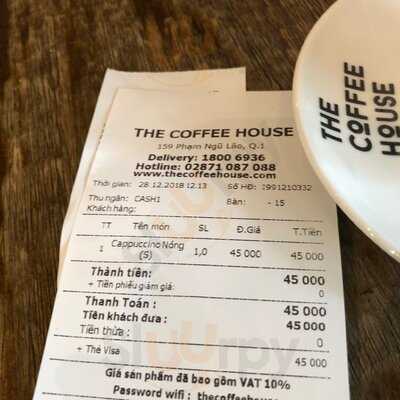 THE COFFEE HOUSE
159 Phạm Ngũ Lão, Q.1
Delivery: 1800 6936
Hotline: 02871 087 088
www.thecoffeehouse.com
Thời gian: 28.12.2018 12.13 Số HĐ: 2991210332
Thu ngân: CASH1 Bàn: - 15
Khách hàng:
TT Tên món SL Đ.Giá T.Tiền
1 Cappuccino Nóng 1,0 45 000 45 000
(S)
Thành tiền: 45 000
+ Tiền phiếu giảm giá: 0
Thanh Toán : 45 000
Tiền khách đưa : 45 000
Tiền thừa : 0
+ Thẻ Visa 45 000
Giá sản phẩm đã bao gồm VAT 10%
Password wifi : thecoffeehouse
THE
COFFEE
HOUSE